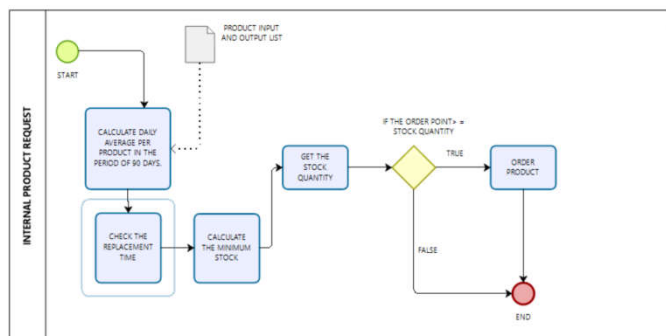 INTERNAL PRODUCT REQUEST
START
PRODUCT INPUT
AND OUTPUT LIST
CALCULATE DAILY
AVERAGE PER
PRODUCT IN THE
PERIOD OF 90 DAYS.
CHECK THE
REPLACEMENT
TIME
CALCULATE
THE MINIMUM
STOCK
GET THE
STOCK
QUANTITY
IF THE ORDER POINT> =
STOCK QUANTITY
TRUE
ORDER
PRODUCT
FALSE
END